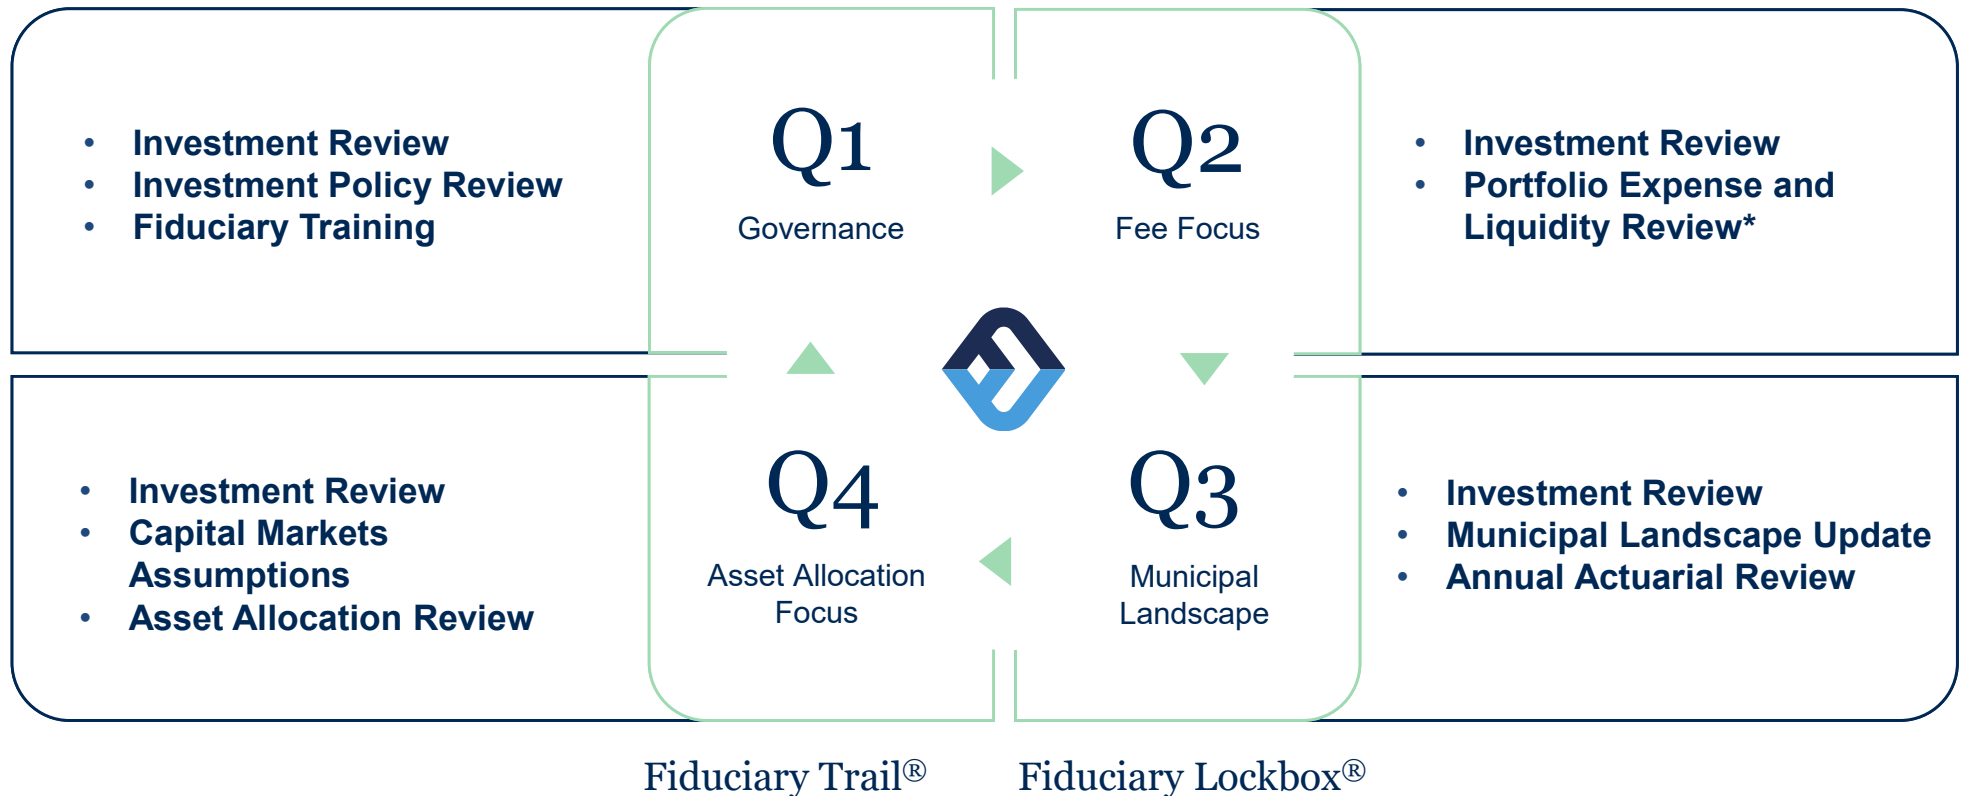 • Investment Review
• Investment Policy Review
• Fiduciary Training
Q1
Governance
Q2
Fee Focus
• Investment Review
• Portfolio Expense and
Liquidity Review*
• Investment Review
• Capital Markets
Assumptions
• Asset Allocation Review
Q4
Asset Allocation
Focus
Q3
Municipal
Landscape
• Investment Review
• Municipal Landscape Update
• Annual Actuarial Review
Fiduciary Trail®
Fiduciary Lockbox®